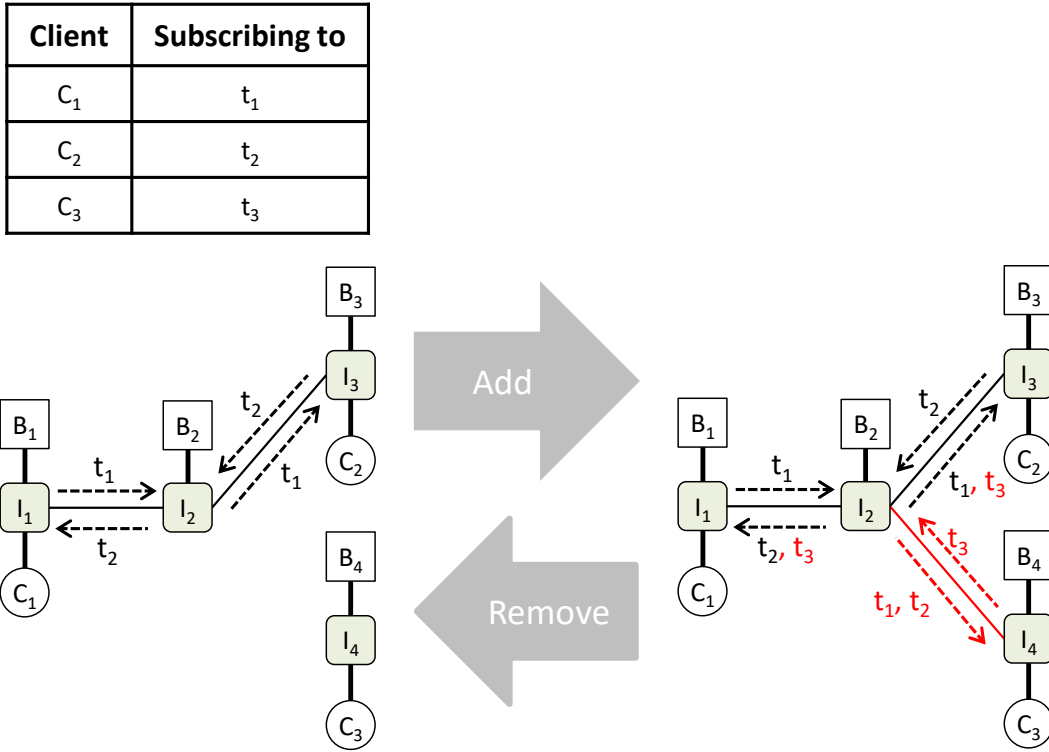 Client Subscribing to
C₁ t₁
C₂ t₂
C₃ t₃
B₃
I₃
C₂
t₂
t₁
B₁
I₁
C₁
t₁
t₂
B₂
I₂
B₄
I₄
C₃
Add
Remove
B₃
I₃
C₂
t₂
t₁, t₃
B₁
I₁
C₁
t₁
t₂, t₃
B₂
I₂
t₃
t₁, t₂
B₄
I₄
C₃